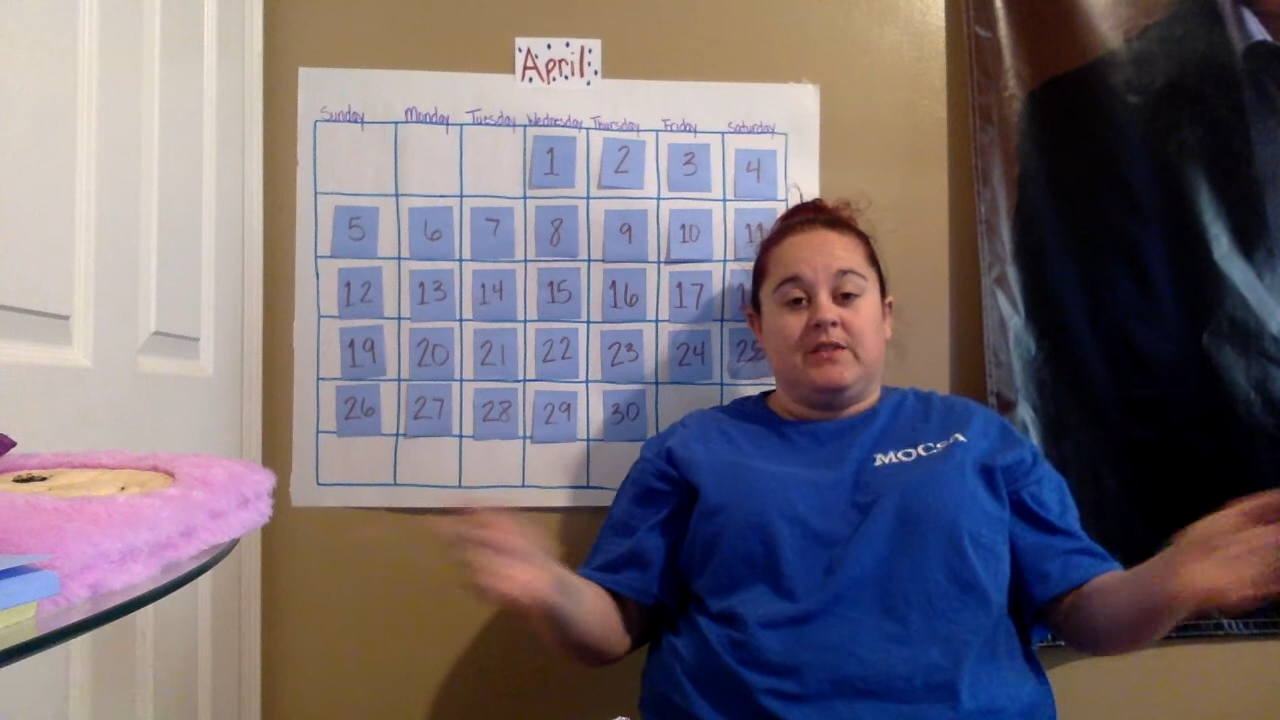 April
Sunday Monday Tuesday Wednesday Thursday Friday Saturday
1 2 3 4
5 6 7 8 9 10 11
12 13 14 15 16 17
19 20 21 22 23 24 25
26 27 28 29 30
MOCSA